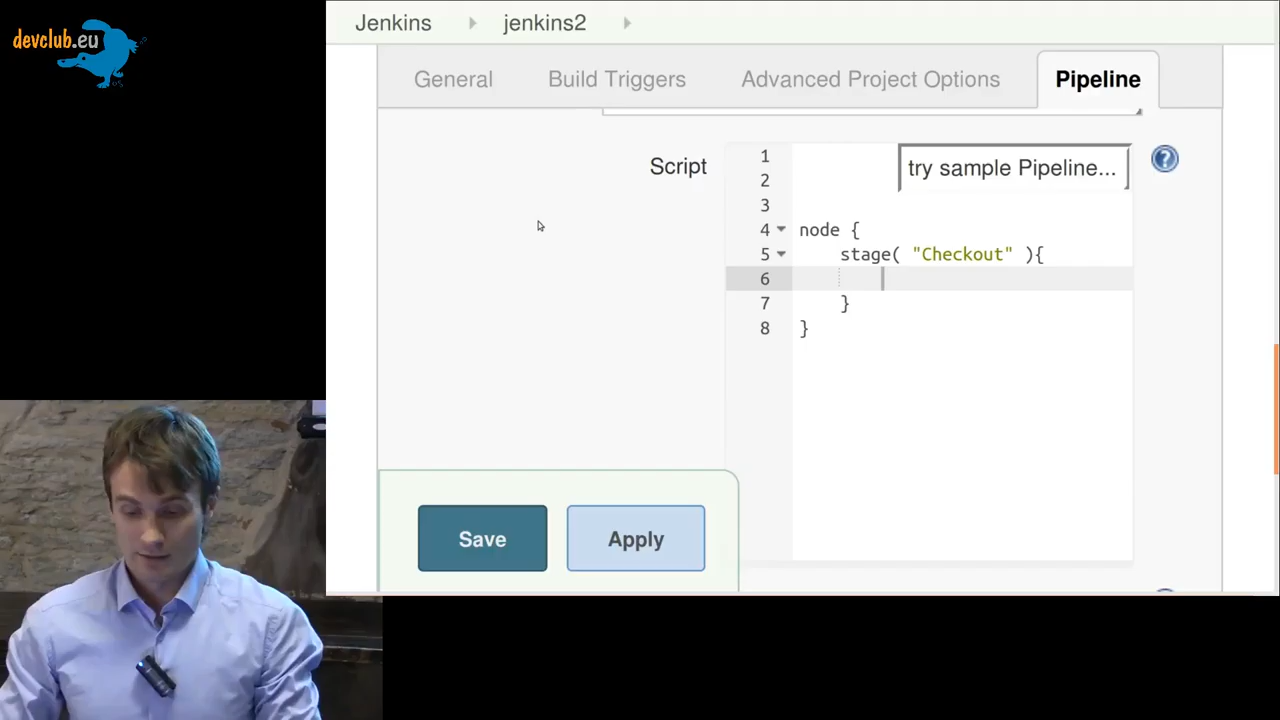 devclub.eu
Jenkins
jenkins2
General
Build Triggers
Advanced Project Options
Pipeline
Script
try sample Pipeline...
1
2
3
4 node {
5 stage( "Checkout" ){
6
7 }
8 }
Save
Apply